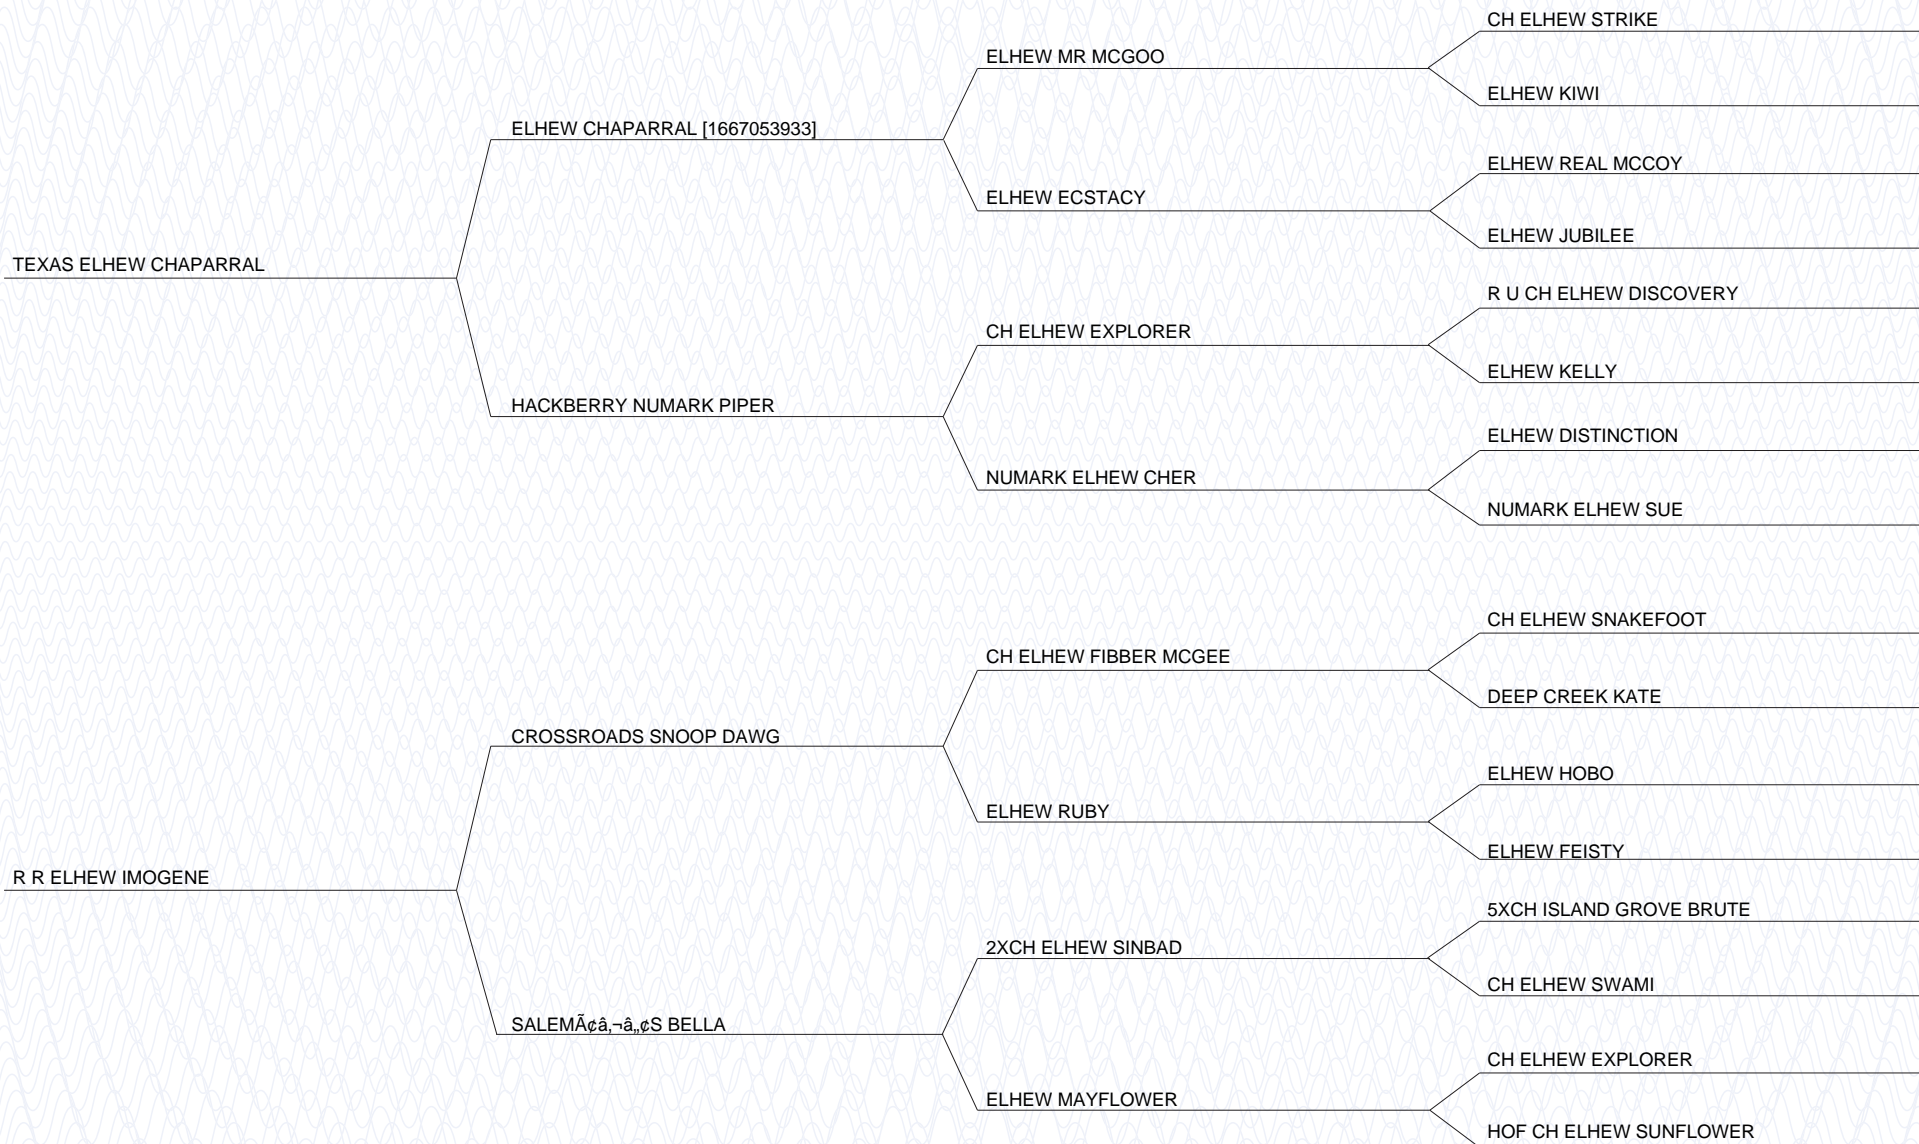 CH ELHEW STRIKE
ELHEW MR MCGOO
ELHEW KIWI
ELHEW CHAPARRAL [1667053933]
ELHEW REAL MCCOY
ELHEW ECSTACY
ELHEW JUBILEE
TEXAS ELHEW CHAPARRAL
R U CH ELHEW DISCOVERY
CH ELHEW EXPLORER
ELHEW KELLY
HACKBERRY NUMARK PIPER
ELHEW DISTINCTION
NUMARK ELHEW CHER
NUMARK ELHEW SUE
CH ELHEW SNAKEFOOT
CH ELHEW FIBBER MCGEE
DEEP CREEK KATE
CROSSROADS SNOOP DAWG
ELHEW HOBO
ELHEW RUBY
ELHEW FEISTY
R R ELHEW IMOGENE
5XCH ISLAND GROVE BRUTE
2XCH ELHEW SINBAD
CH ELHEW SWAMI
SALEMÃ¢â‚¬â„¢S BELLA
CH ELHEW EXPLORER
ELHEW MAYFLOWER
HOF CH ELHEW SUNFLOWER